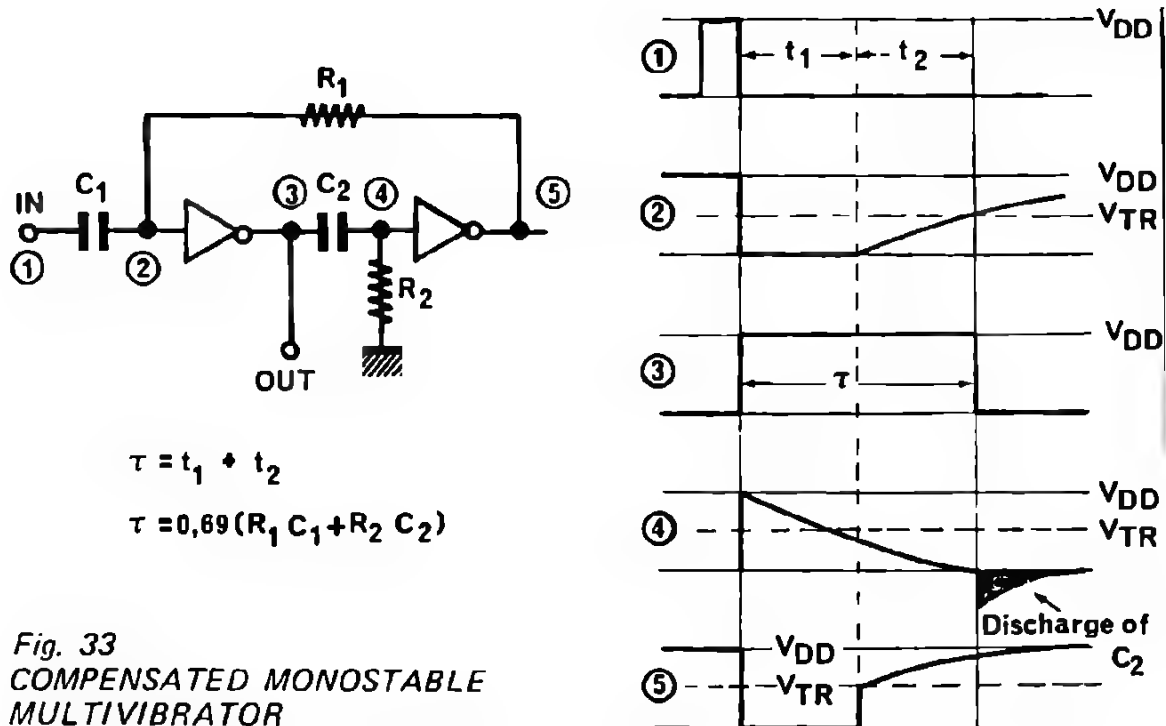 R1
IN
C1
③
C2
④
⑤
①
②
R2
OUT
τ = t1 + t2
τ = 0,69 (R1 C1 + R2 C2)
Fig. 33
COMPENSATED MONOSTABLE
MULTIVIBRATOR
①
t1
t2
VDD
②
VDD
VTR
③
τ
VDD
④
VDD
VTR
Discharge of
C2
⑤
VDD
VTR